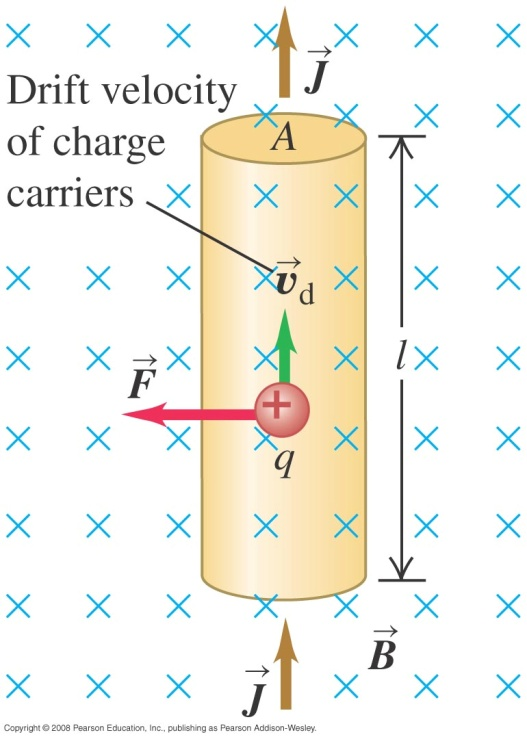 J
Drift velocity
of charge
carriers
A
v_d
l
F
+
q
B
J
Copyright © 2008 Pearson Education, Inc., publishing as Pearson Addison-Wesley.